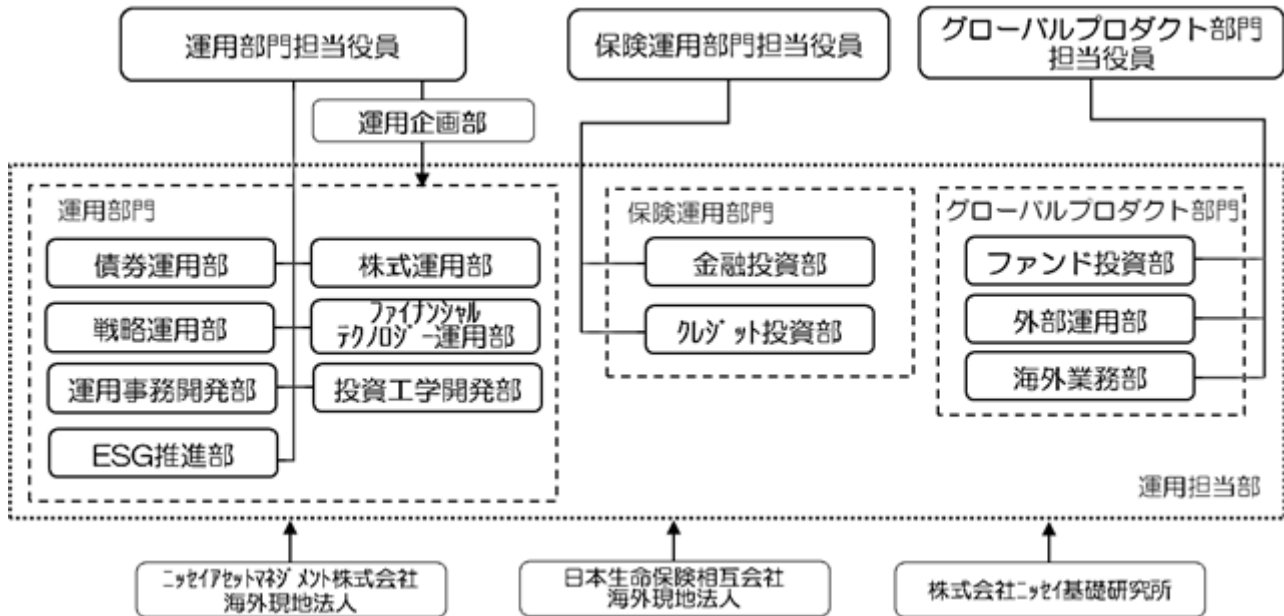 運用部門担当役員
保険運用部門担当役員
グローバルプロダクト部門
担当役員
運用企画部
運用部門
債券運用部
株式運用部
戦略運用部
ファイナンシャル
テクノロジー運用部
運用事務開発部
投資工学開発部
ESG推進部
保険運用部門
金融投資部
クレジット投資部
グローバルプロダクト部門
ファンド投資部
外部運用部
海外業務部
運用担当部
ニッセイアセットマネジメント株式会社
海外現地法人
日本生命保険相互会社
海外現地法人
株式会社ニッセイ基礎研究所